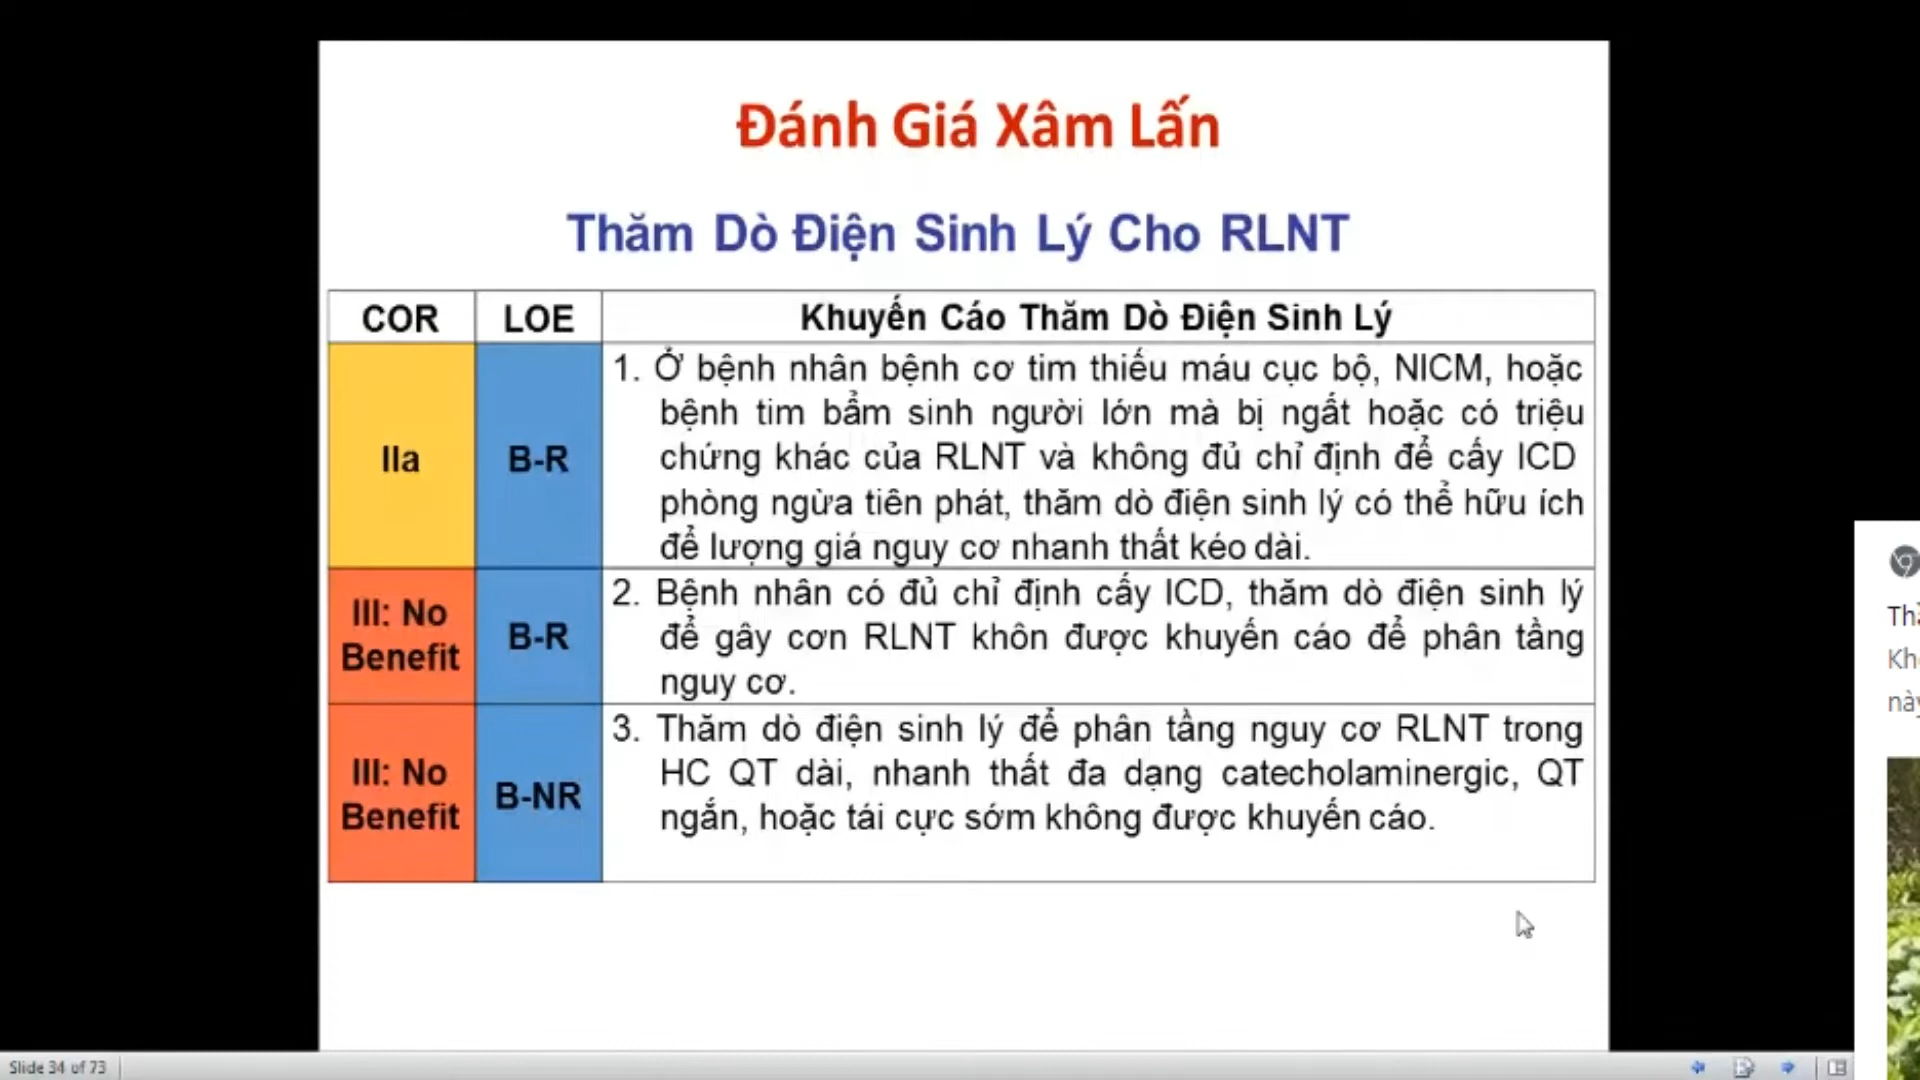 Đánh Giá Xâm Lấn
Thăm Dò Điện Sinh Lý Cho RLNT
COR LOE Khuyến Cáo Thăm Dò Điện Sinh Lý
IIa B-R
1. Ở bệnh nhân bệnh cơ tim thiếu máu cục bộ, NICM, hoặc
bệnh tim bẩm sinh người lớn mà bị ngất hoặc có triệu
chứng khác của RLNT và không đủ chỉ định để cấy ICD
phòng ngừa tiên phát, thăm dò điện sinh lý có thể hữu ích
để lượng giá nguy cơ nhanh thất kéo dài.
III: No
Benefit
B-R
2. Bệnh nhân có đủ chỉ định cấy ICD, thăm dò điện sinh lý
để gây cơn RLNT khôn được khuyến cáo để phân tầng
nguy cơ.
III: No
Benefit
B-NR
3. Thăm dò điện sinh lý để phân tầng nguy cơ RLNT trong
HC QT dài, nhanh thất đa dạng catecholaminergic, QT
ngắn, hoặc tái cực sớm không được khuyến cáo.
Kh
này
Slide 34 of 73